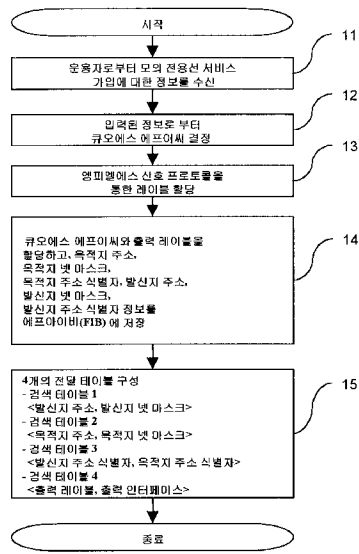 시작
11
운용자로부터 모의 전용선 서비스
가입에 대한 정보를 수신
12
입력된 정보로 부터
큐오에스 에프이씨 결정
13
엠피엘에스 신호 프로토콜을
통한 레이블 할당
14
큐오에스 에프이씨와 출력 레이블을
할당하고, 목적지 주소,
목적지 넷 마스크,
목적지 주소 식별자, 발신지 주소,
발신지 넷 마스크,
발신지 주소 식별자 정보를
에프아이비(FIB) 에 저장
15
4개의 전달 테이블 구성
- 검색 테이블 1
<발신지 주소, 발신지 넷 마스크>
- 검색 테이블 2
<목적지 주소, 목적지 넷 마스크>
- 검색 테이블 3
<발신지 주소 식별자, 목적지 주소 식별자>
- 검색 테이블 4
<출력 레이블, 출력 인터페이스>
종료